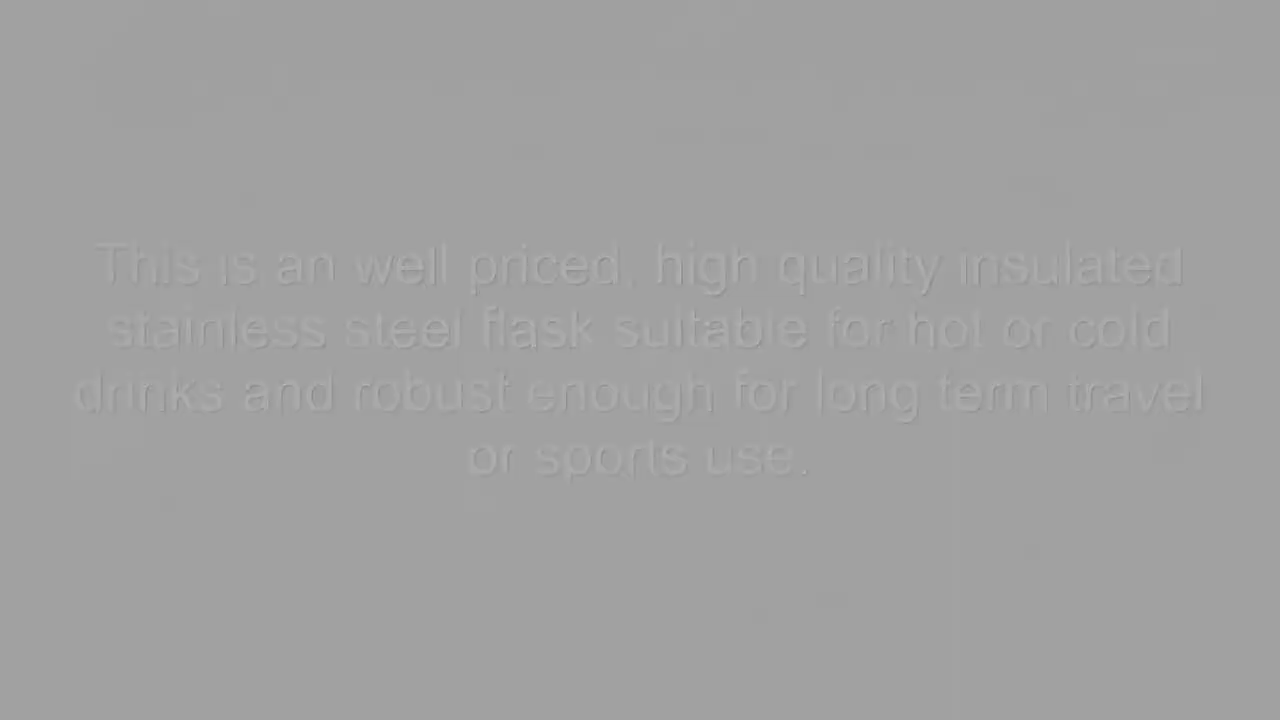 This is an well priced, high quality insulated
stainless steel flask suitable for hot or cold
drinks and robust enough for long term travel
or sports use.